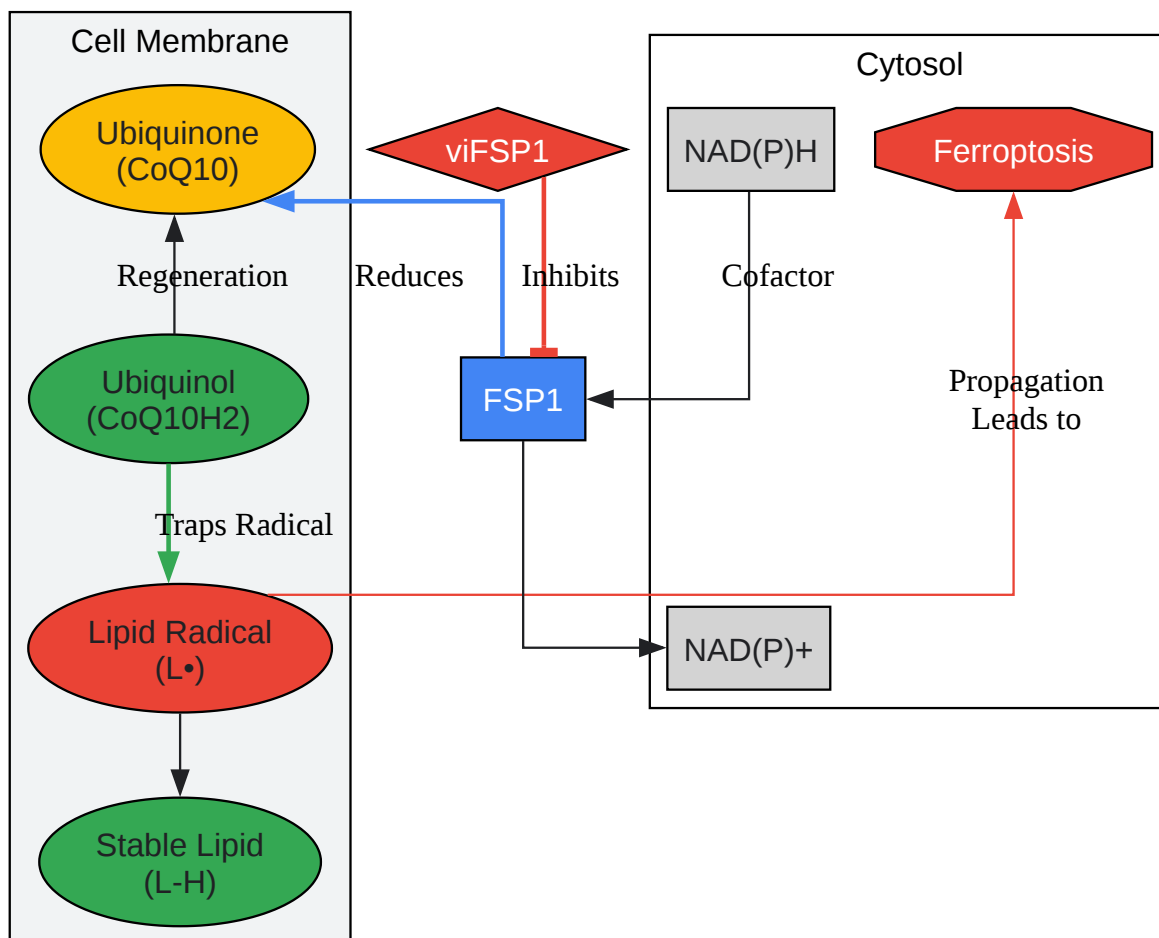 Cell Membrane
Cytosol
Ubiquinone
(CoQ10)
viFSP1
NAD(P)H
Ferroptosis
Regeneration
Reduces
Inhibits
Cofactor
Ubiquinol
(CoQ10H2)
FSP1
Propagation
Leads to
Traps Radical
Lipid Radical
(L•)
NAD(P)+
Stable Lipid
(L-H)